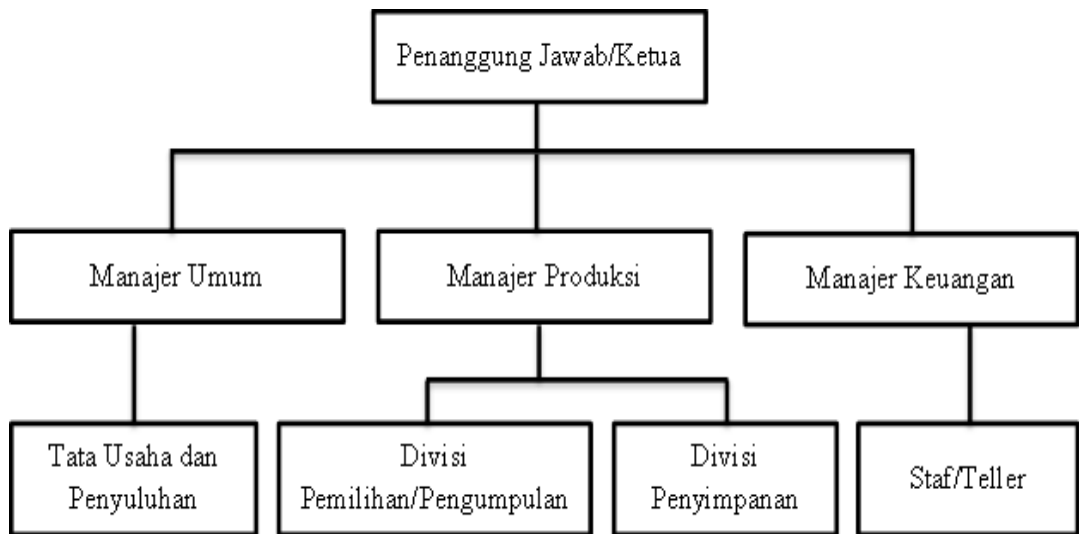 Penanggung Jawab/Ketua
Manajer Umum
Manajer Produksi
Manajer Keuangan
Tata Usaha dan
Penyuluhan
Divisi
Pemilihan/Pengumpulan
Divisi
Penyimpanan
Staf/Teller